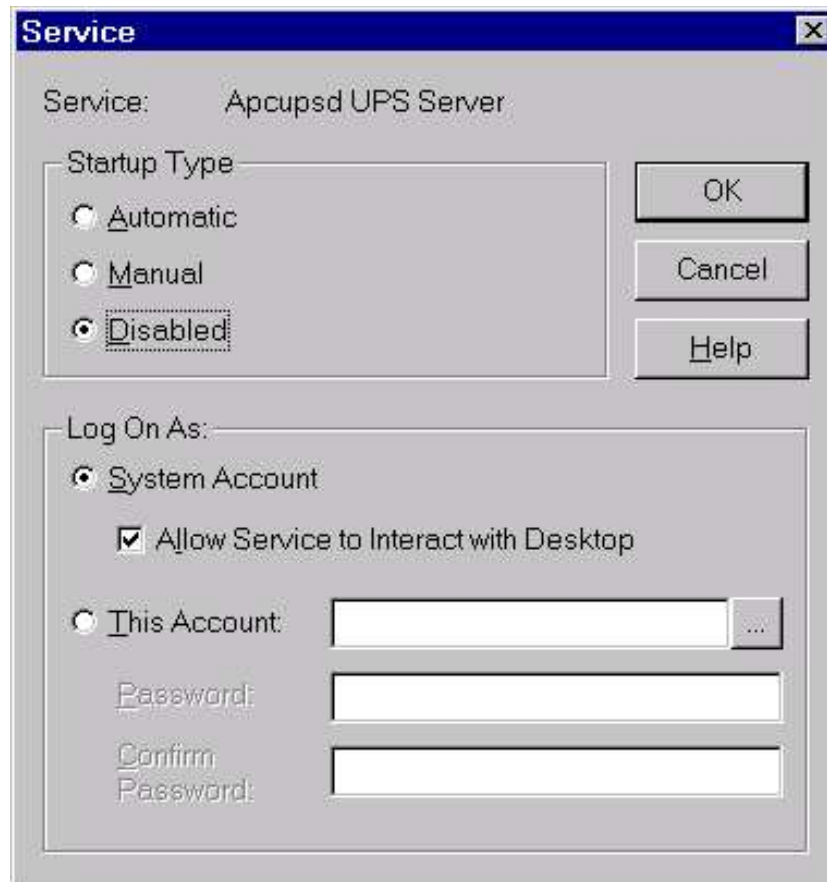 Service
Service: Apcupsd UPS Server
Startup Type
Automatic
Manual
Disabled
OK
Cancel
Help
Log On As:
System Account
Allow Service to Interact with Desktop
This Account:
...
Password:
Confirm
Password: